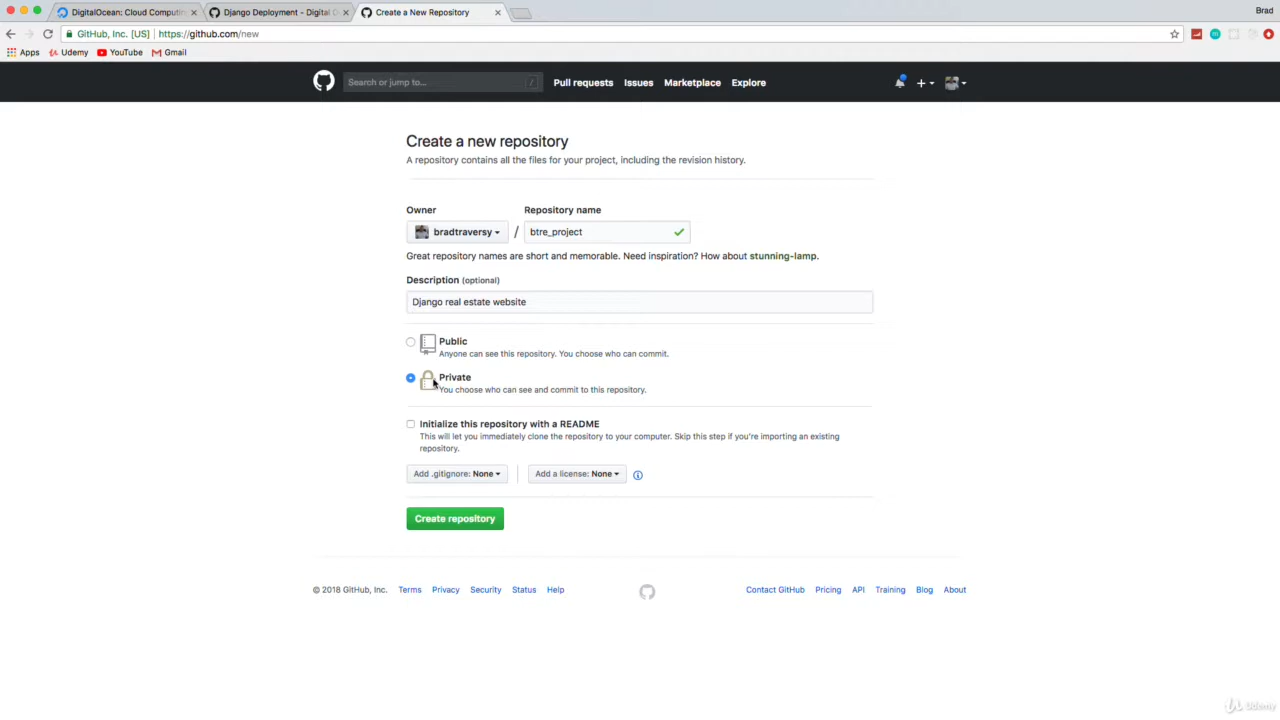 DigitalOcean: Cloud Computin
Django Deployment - Digital O
Create a New Repository
Brad
GitHub, Inc. [US]
https://github.com/new
Apps
Udemy
YouTube
Gmail
Search or jump to...
/
Pull requests
Issues
Marketplace
Explore
Create a new repository
A repository contains all the files for your project, including the revision history.
Owner
Repository name
bradtraversy
/
btre_project
Great repository names are short and memorable. Need inspiration? How about stunning-lamp.
Description (optional)
Django real estate website
Public
Anyone can see this repository. You choose who can commit.
Private
You choose who can see and commit to this repository.
Initialize this repository with a README
This will let you immediately clone the repository to your computer. Skip this step if you're importing an existing
repository.
Add .gitignore: None
Add a license: None
Create repository
© 2018 GitHub, Inc.
Terms
Privacy
Security
Status
Help
Contact GitHub
Pricing
API
Training
Blog
About
Udemy